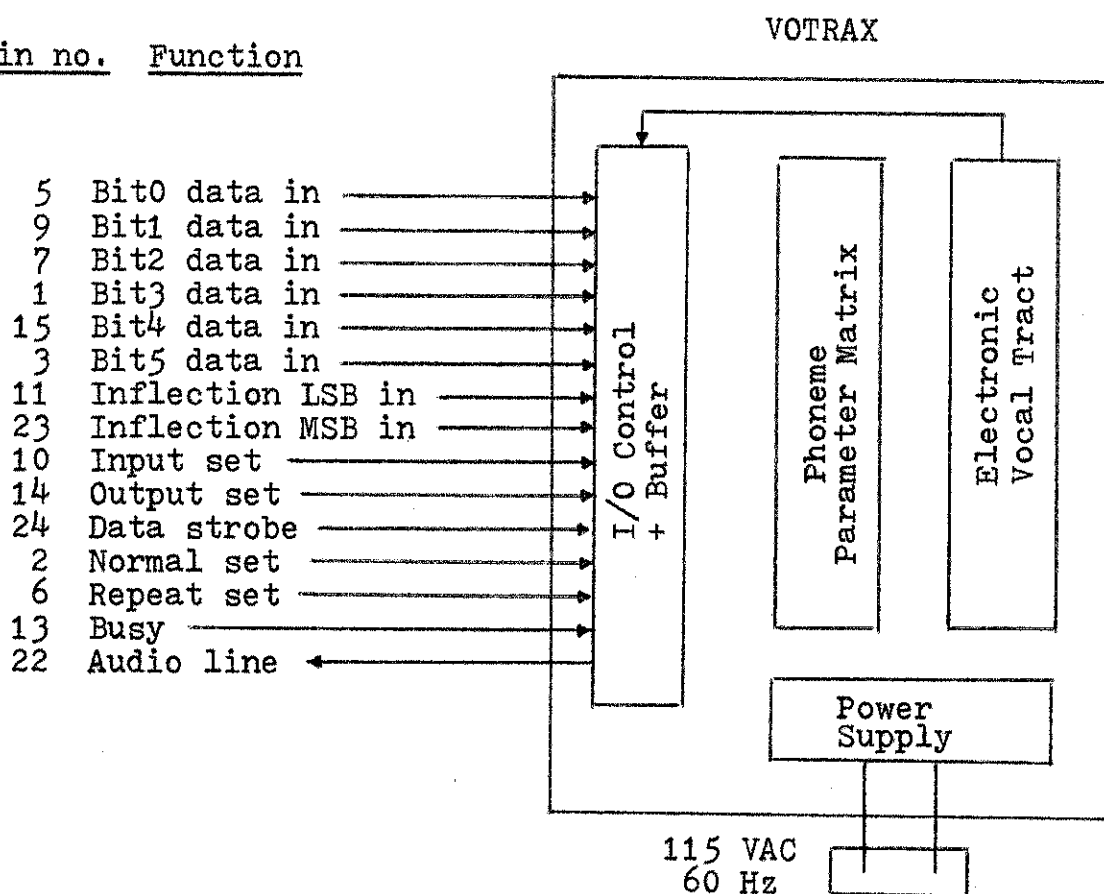 VOTRAX
in no. Function
5 Bit0 data in
9 Bit1 data in
7 Bit2 data in
1 Bit3 data in
15 Bit4 data in
3 Bit5 data in
11 Inflection LSB in
23 Inflection MSB in
10 Input set
14 Output set
24 Data strobe
2 Normal set
6 Repeat set
13 Busy
22 Audio line
I/O Control
+ Buffer
Phoneme
Parameter Matrix
Electronic
Vocal Tract
Power
Supply
115 VAC
60 Hz